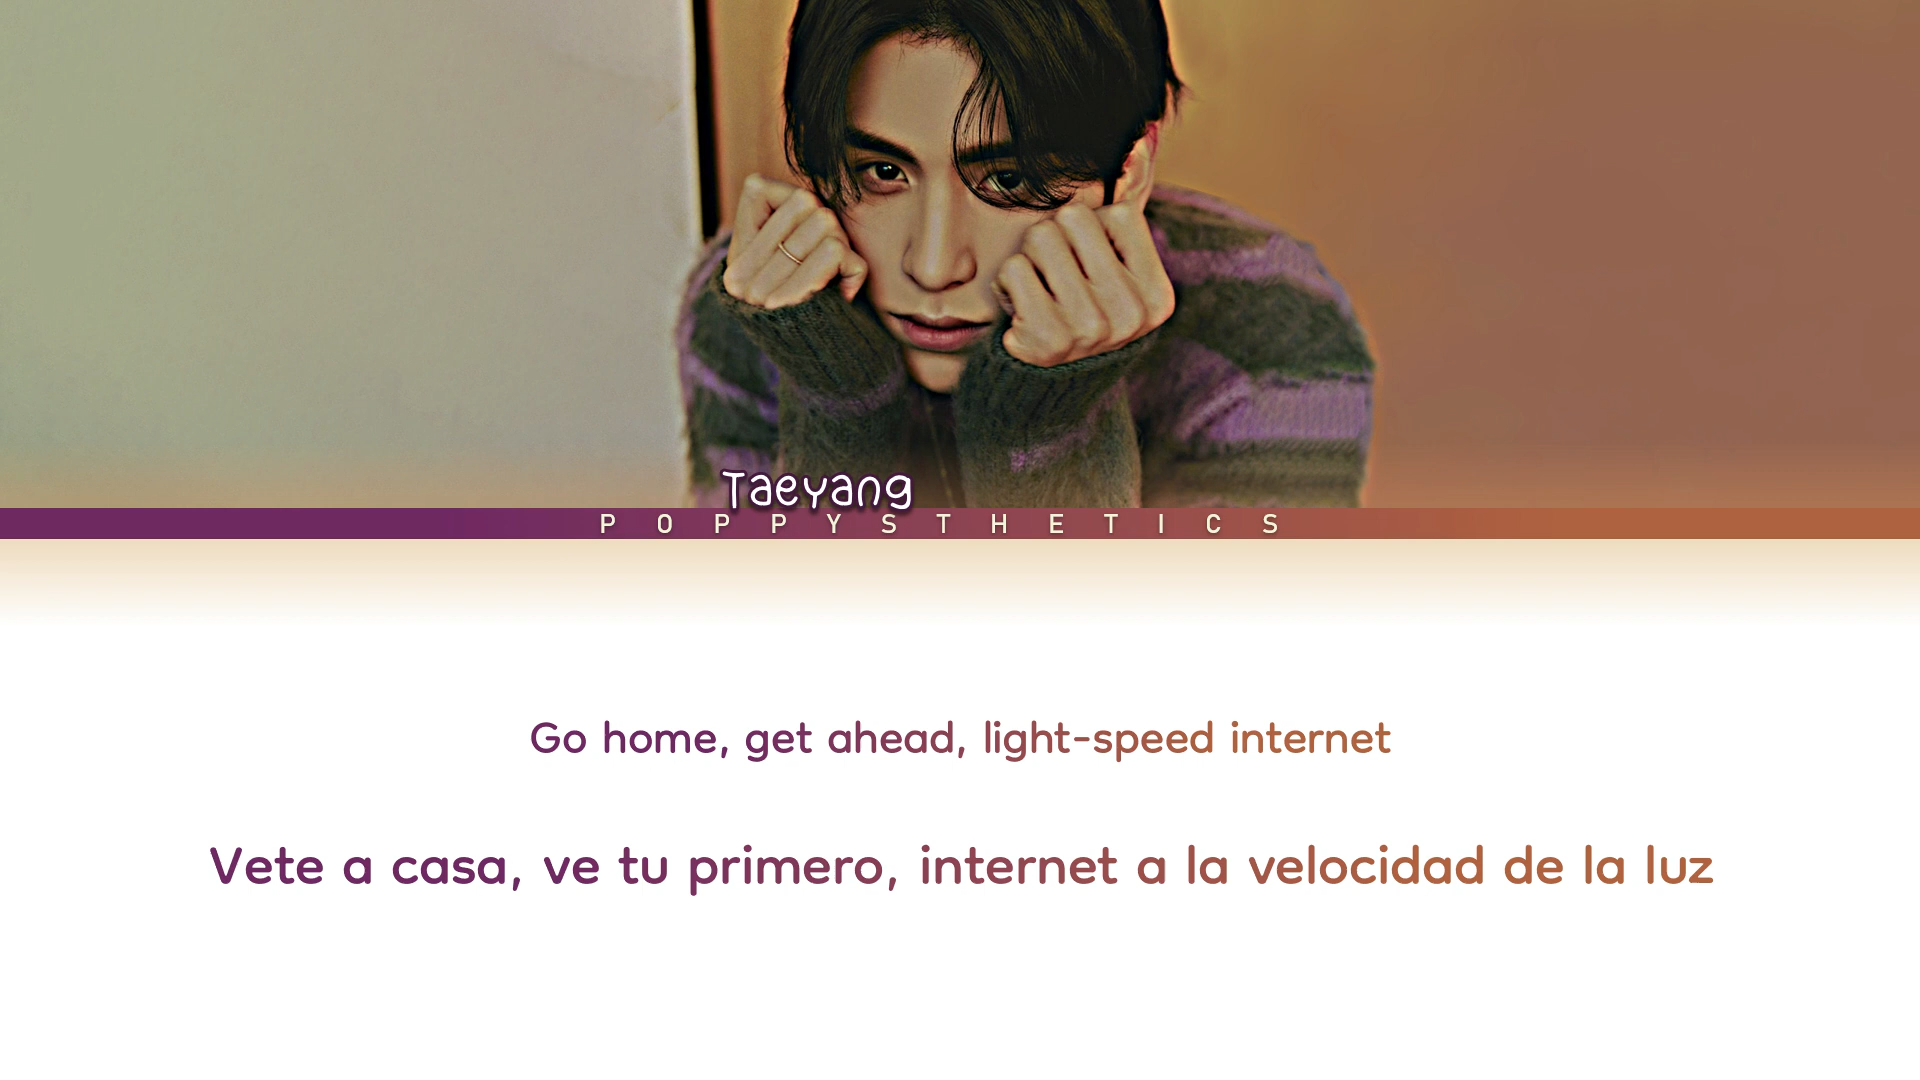 Taeyang
POPPYSTHETICS
Go home, get ahead, light-speed internet
Vete a casa, ve tu primero, internet a la velocidad de la luz